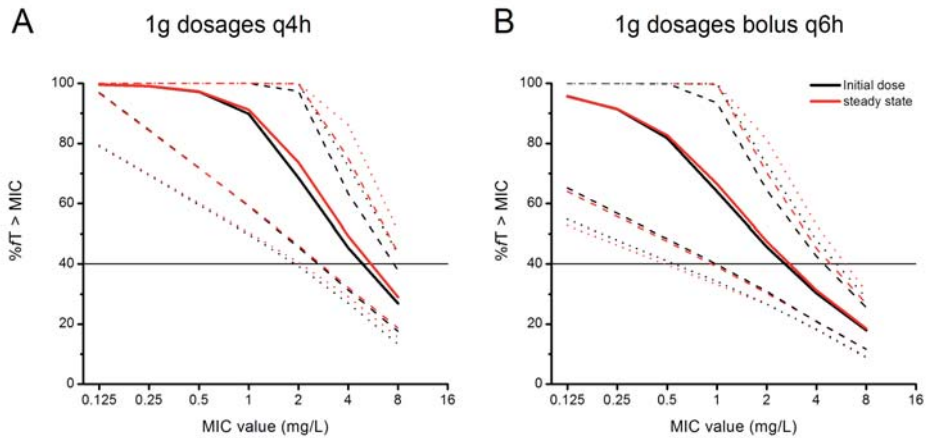 A
1g dosages q4h
100
80
60
40
20
0
%fT > MIC
0.125 0.25 0.5 1 2 4 8 16
MIC value (mg/L)
B
1g dosages bolus q6h
Initial dose
steady state
100
80
60
40
20
0
%fT > MIC
0.125 0.25 0.5 1 2 4 8 16
MIC value (mg/L)